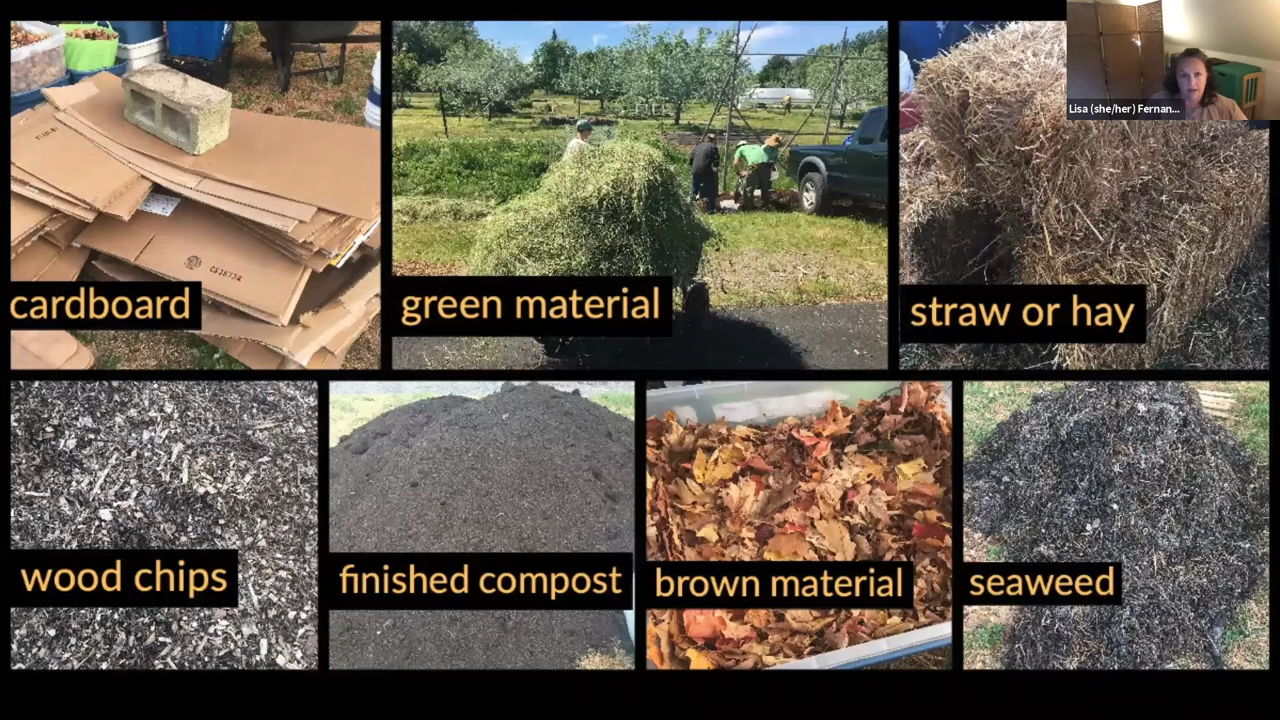 Lisa (she/her) Fernan...
cardboard
green material
straw or hay
wood chips
finished compost
brown material
seaweed